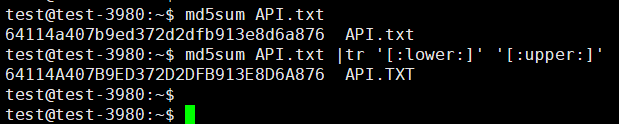 test@test-3980:~$ md5sum API.txt
64114a407b9ed372d2dfb913e8d6a876  API.txt
test@test-3980:~$ md5sum API.txt |tr '[:lower:]' '[:upper:]'
64114A407B9ED372D2DFB913E8D6A876  API.TXT
test@test-3980:~$
test@test-3980:~$